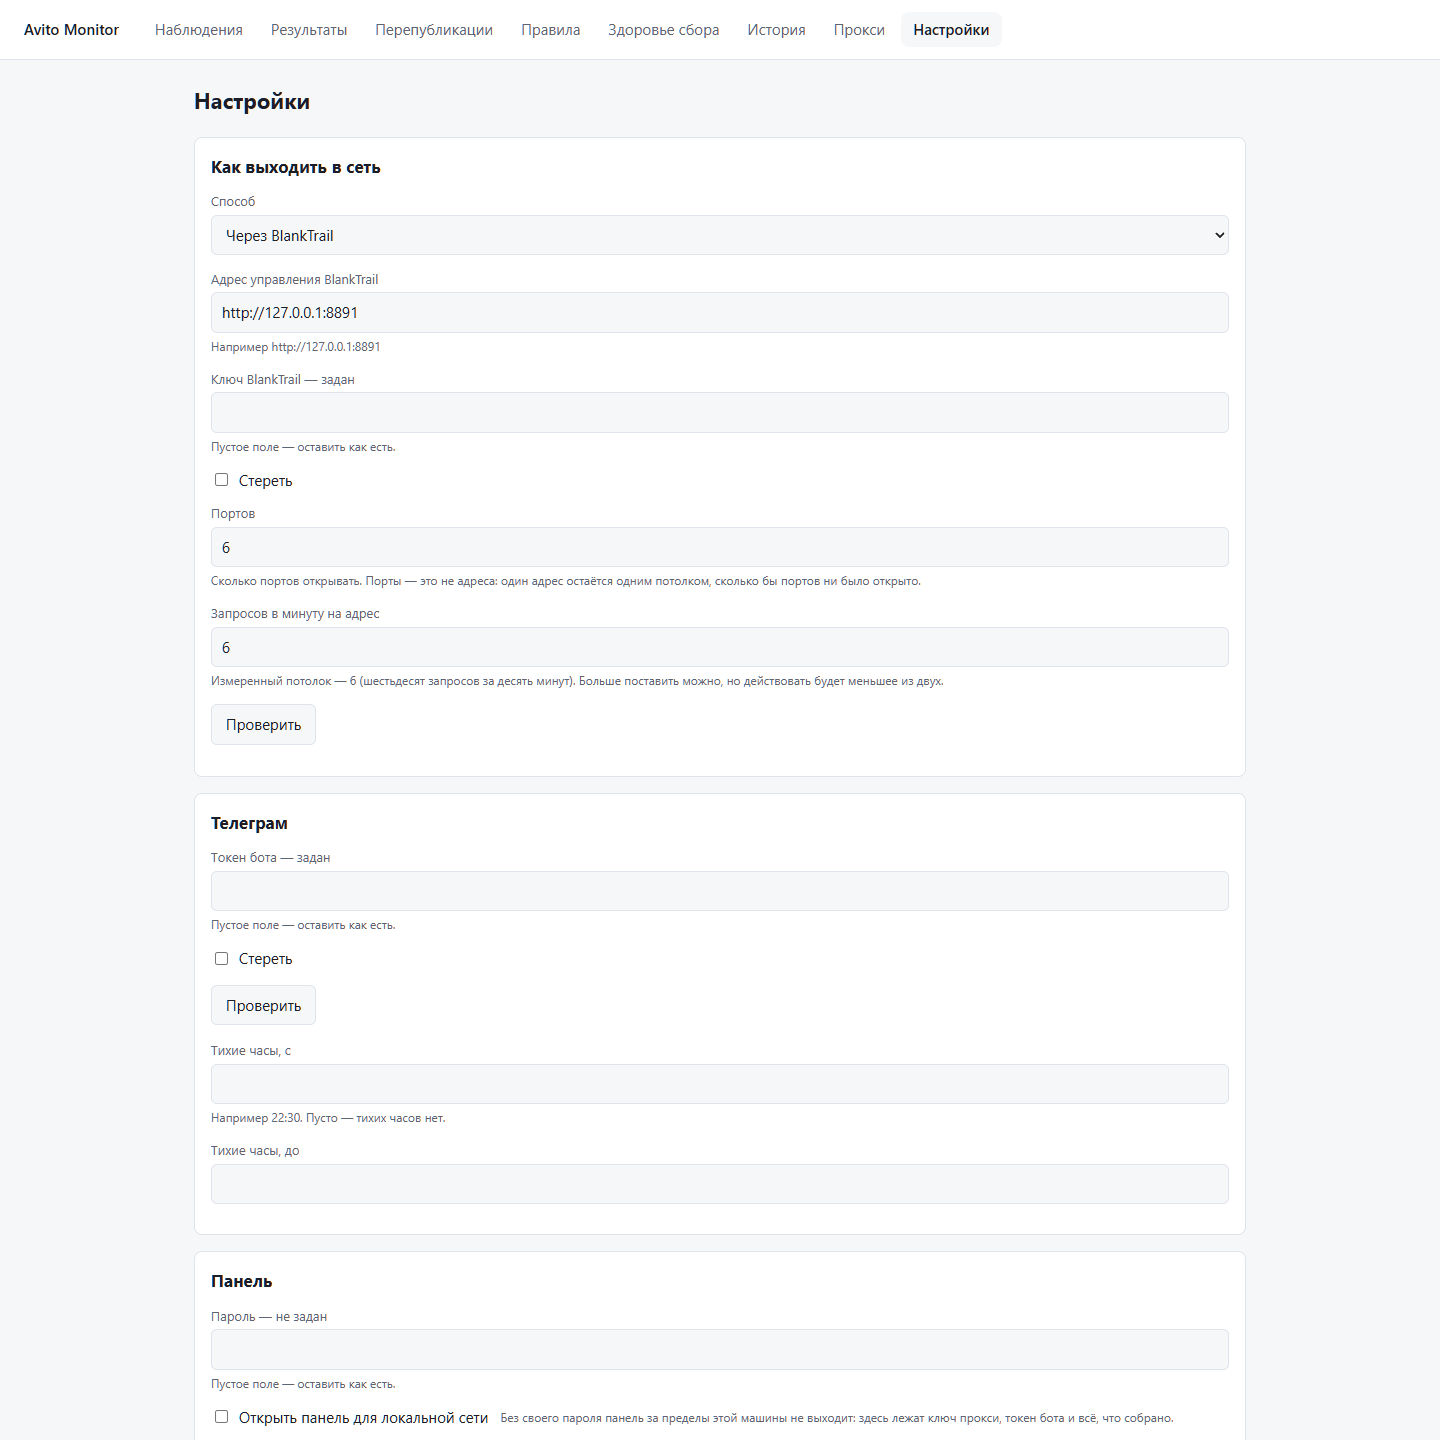 Avito Monitor Наблюдения Результаты Перепубликации Правила Здоровье сбора История Прокси Настройки
Настройки
Как выходить в сеть
Способ
Через BlankTrail
Адрес управления BlankTrail
http://127.0.0.1:8891
Например http://127.0.0.1:8891
Ключ BlankTrail — задан
Пустое поле — оставить как есть.
Стереть
Портов
6
Сколько портов открывать. Порты — это не адреса: один адрес остаётся одним потолком, сколько бы портов ни было открыто.
Запросов в минуту на адрес
6
Измеренный потолок — 6 (шестьдесят запросов за десять минут). Больше поставить можно, но действовать будет меньшее из двух.
Проверить
Телеграм
Токен бота — задан
Пустое поле — оставить как есть.
Стереть
Проверить
Тихие часы, с
Например 22:30. Пусто — тихих часов нет.
Тихие часы, до
Панель
Пароль — не задан
Пустое поле — оставить как есть.
Открыть панель для локальной сети Без своего пароля панель за пределы этой машины не выходит: здесь лежат ключ прокси, токен бота и всё, что собрано.